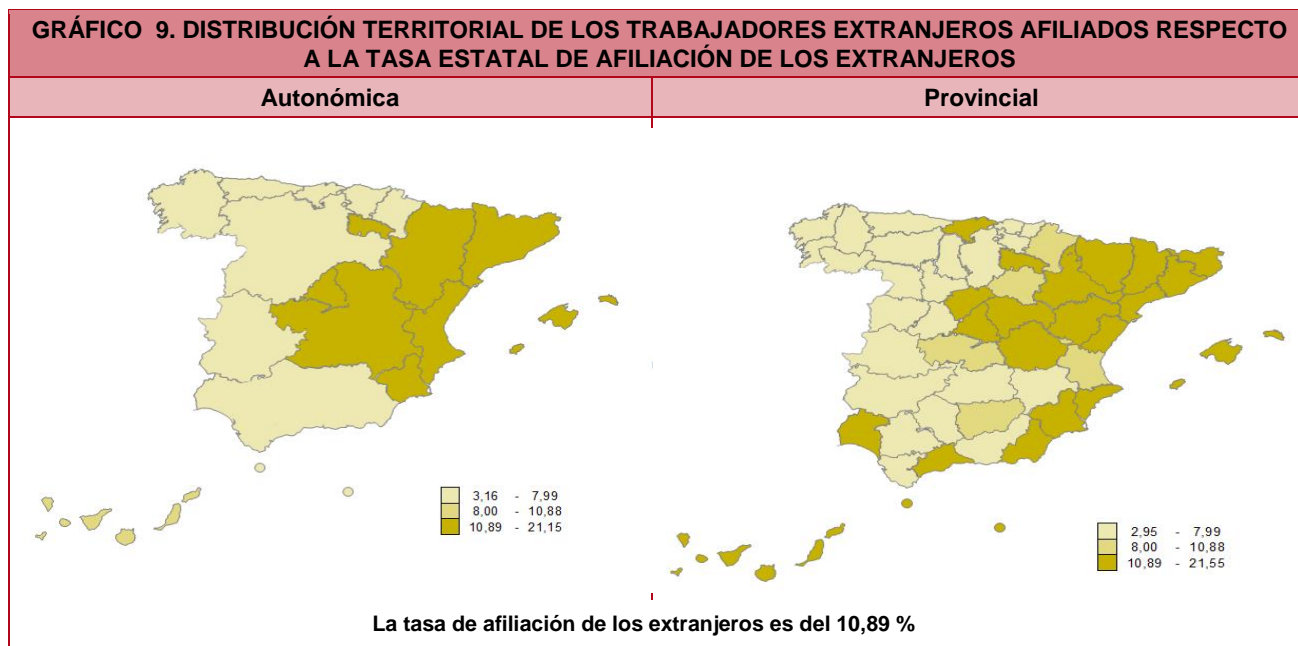 GRÁFICO 9. DISTRIBUCIÓN TERRITORIAL DE LOS TRABAJADORES EXTRANJEROS AFILIADOS RESPECTO
A LA TASA ESTATAL DE AFILIACIÓN DE LOS EXTRANJEROS
Autonómica
Provincial
3,16 - 7,99
8,00 - 10,88
10,89 - 21,15
2,95 - 7,99
8,00 - 10,88
10,89 - 21,55
La tasa de afiliación de los extranjeros es del 10,89 %